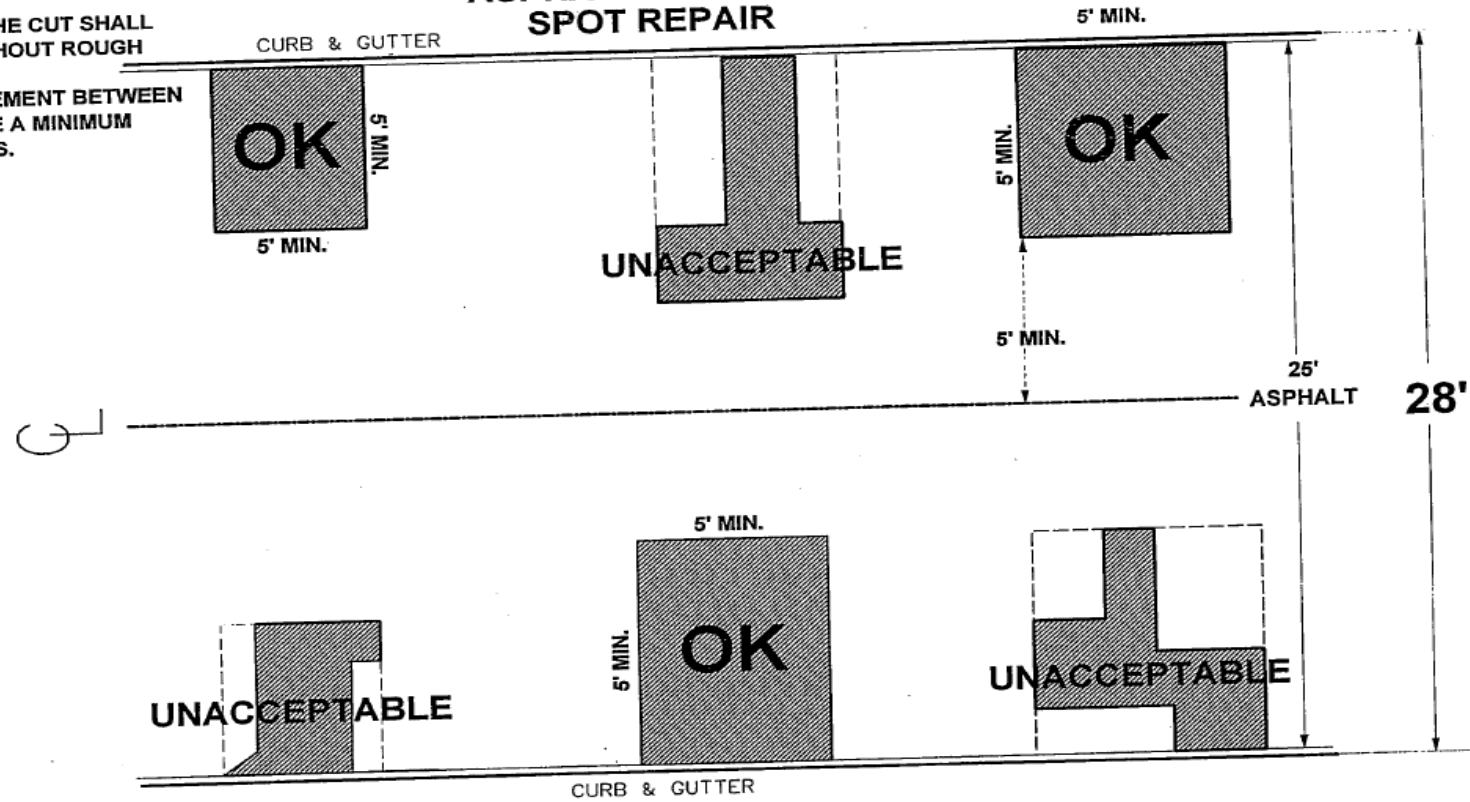 HE CUT SHALL
HOUT ROUGH
EMENT BETWEEN
E A MINIMUM
S.
SPOT REPAIR
CURB & GUTTER
5' MIN.
OK
5' MIN.
5' MIN.
UNACCEPTABLE
OK
5' MIN.
5' MIN.
25'
ASPHALT
28'
CL
5' MIN.
5' MIN.
OK
UNACCEPTABLE
UNACCEPTABLE
CURB & GUTTER